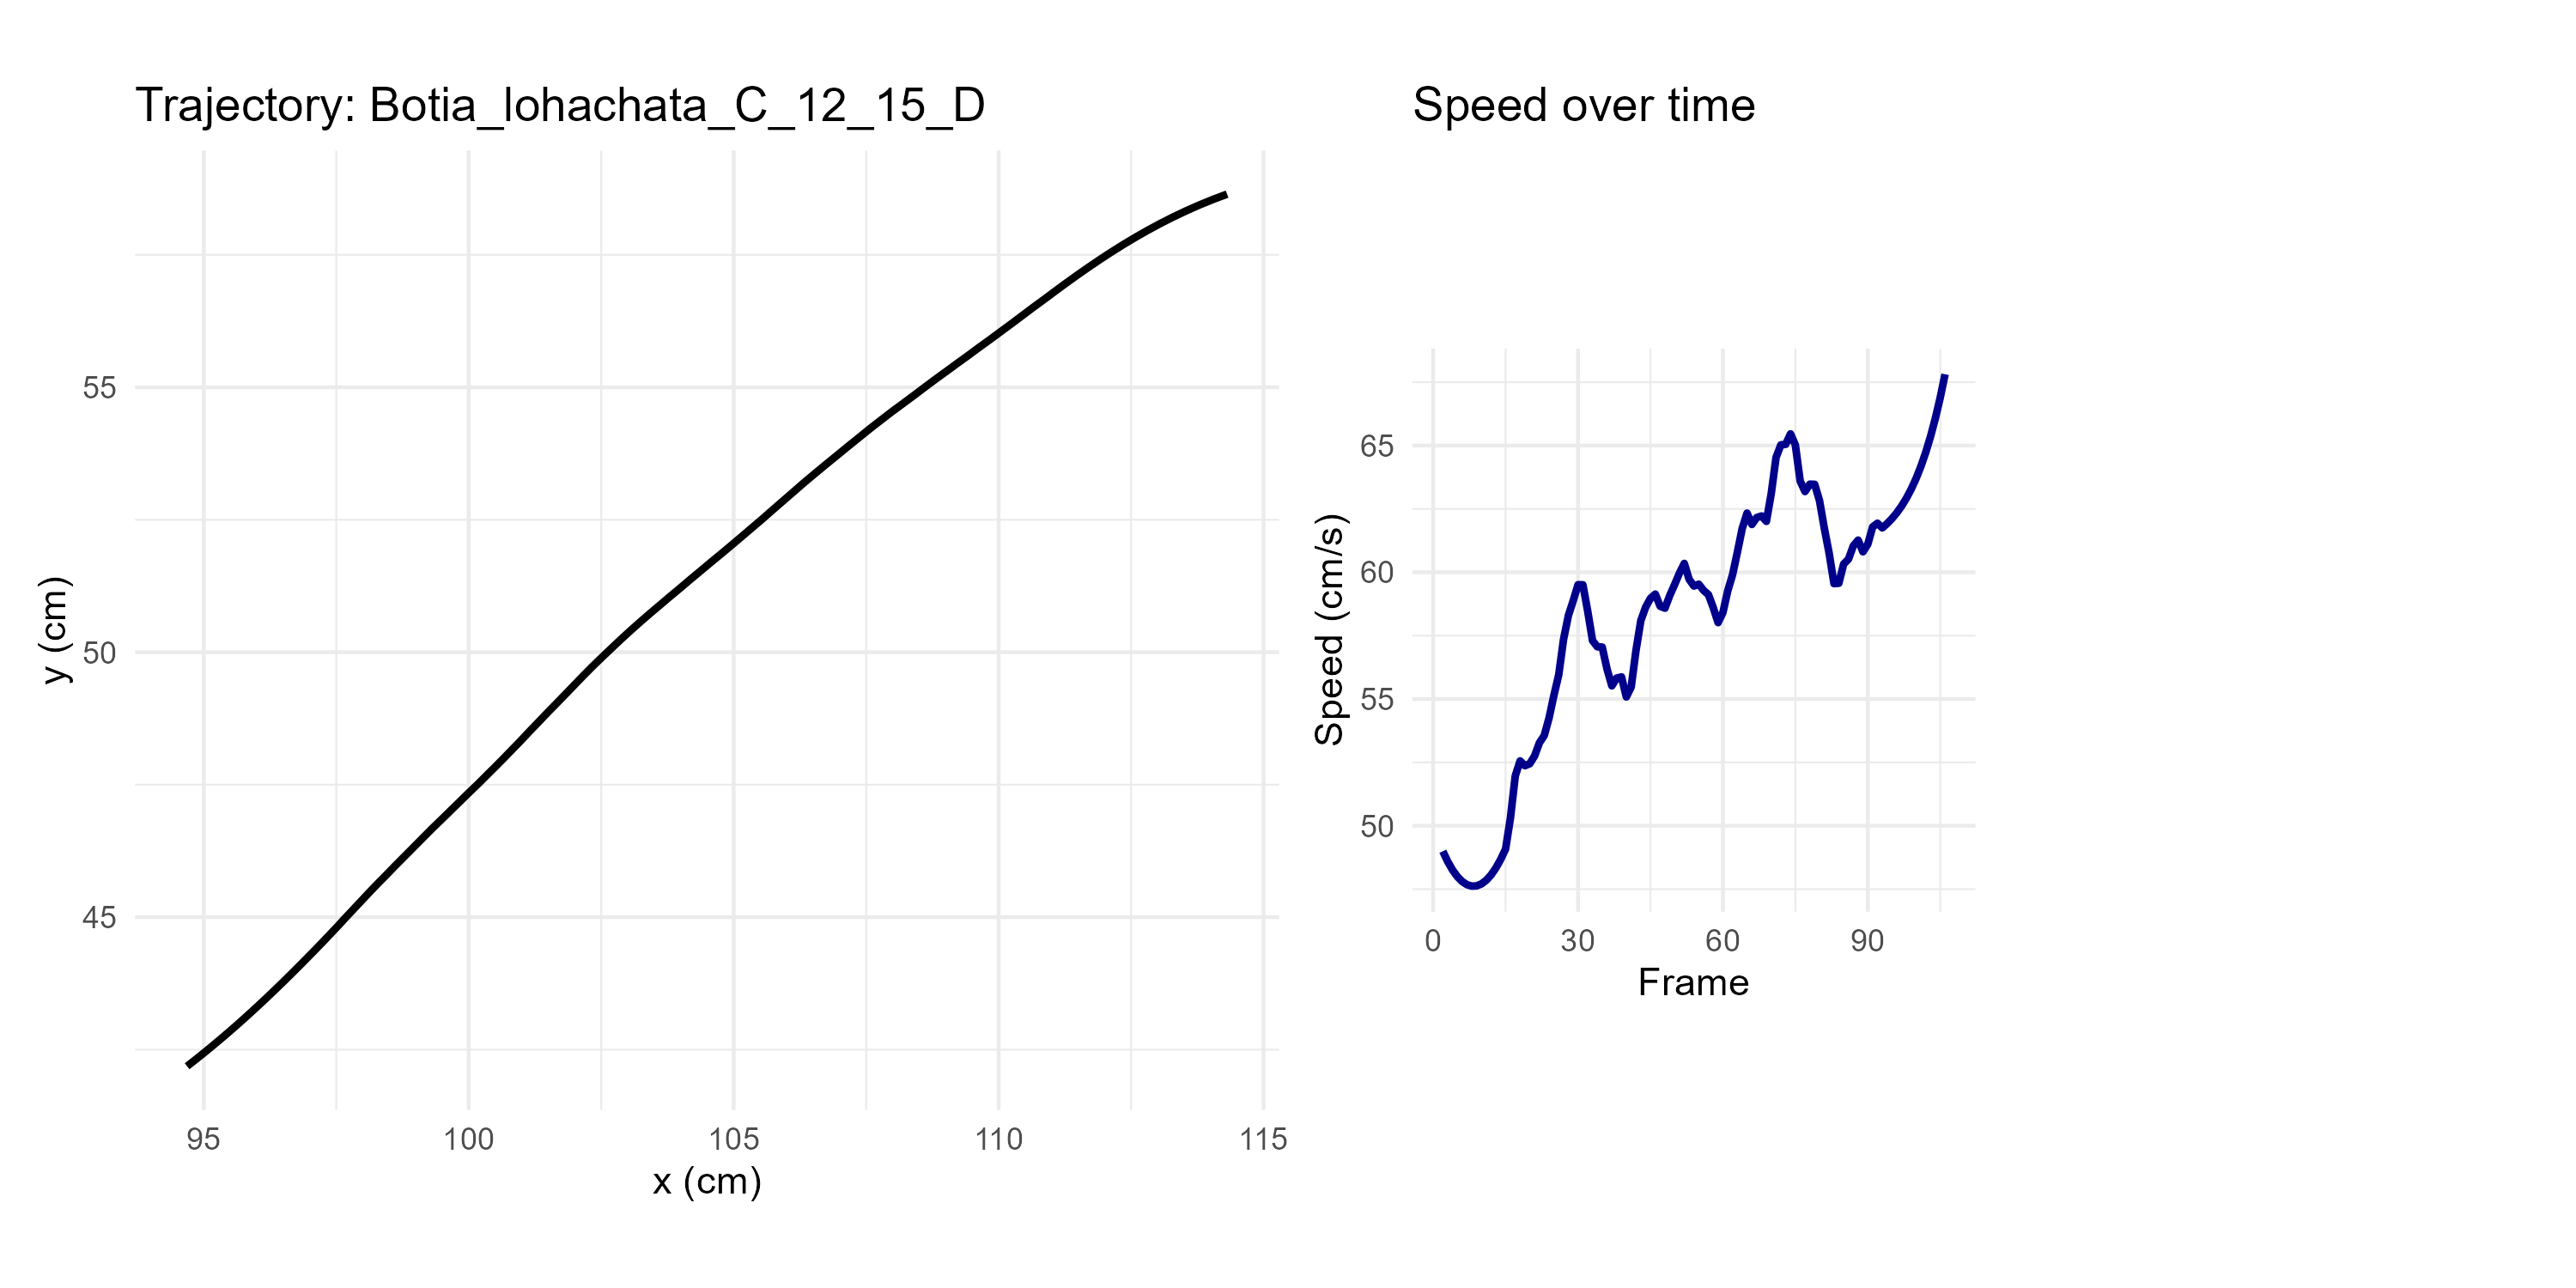 Trajectory: Botia_lohachata_C_12_15_D
y (cm)
55
50
45
95 100 105 110 115
x (cm)
Speed over time
Speed (cm/s)
65
60
55
50
0 30 60 90
Frame